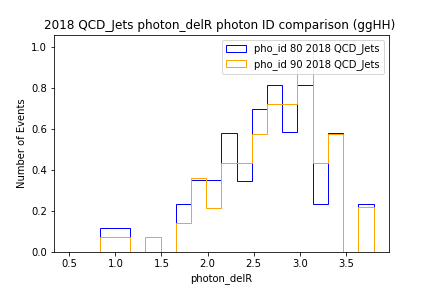 2018 QCD_Jets photon_delR photon ID comparison (ggHH)
pho_id 80 2018 QCD_Jets
pho_id 90 2018 QCD_Jets
Number of Events
1.0
0.8
0.6
0.4
0.2
0.0
0.5 1.0 1.5 2.0 2.5 3.0 3.5
photon_delR